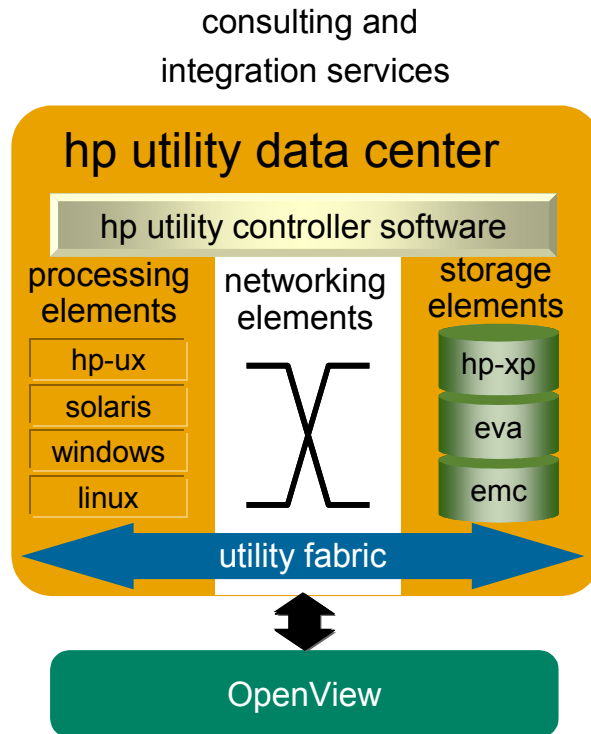 consulting and
integration services
hp utility data center
hp utility controller software
processing
elements
networking
elements
storage
elements
hp-ux
solaris
windows
linux
hp-xp
eva
emc
utility fabric
OpenView